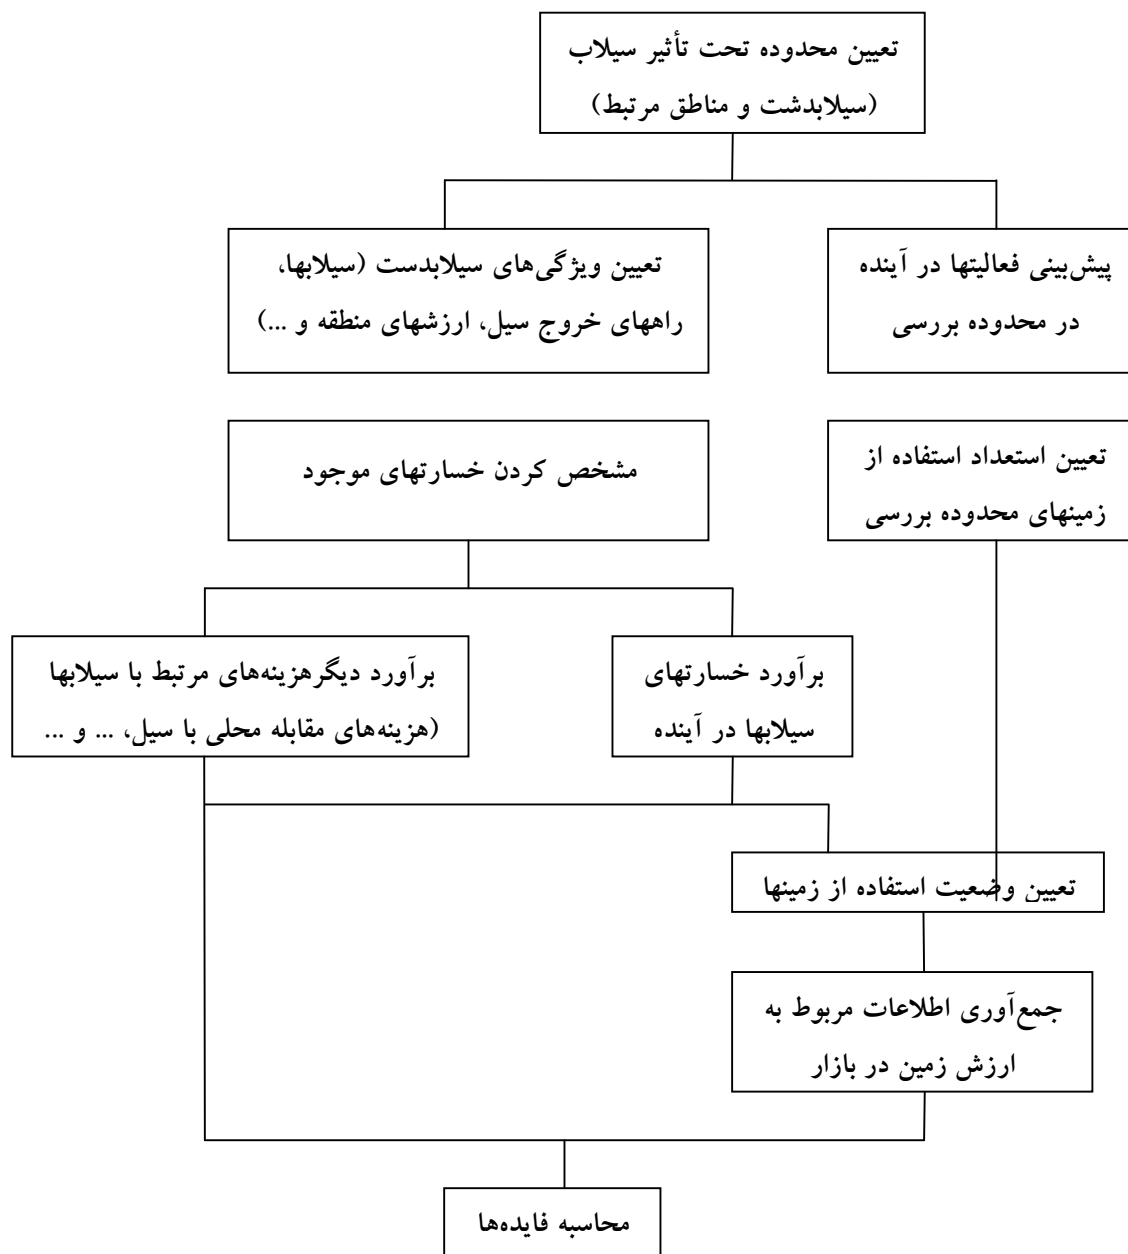 تعیین محدوده تحت تأثیر سیلاب
(سیلابدشت و مناطق مرتبط)
پیش‌بینی فعالیتها در آینده
در محدوده بررسی
تعیین ویژگی‌های سیلابدست (سیلابها،
راههای خروج سیل، ارزشهای منطقه و ...)
تعیین استعداد استفاده از
زمینهای محدوده بررسی
مشخص کردن خسارتهای موجود
برآورد خسارتهای
سیلابها در آینده
برآورد دیگرهزینه‌های مرتبط با سیلابها
(هزینه‌های مقابله محلی با سیل، ... و ...
تعیین وضعیت استفاده از زمینها
جمع‌آوری اطلاعات مربوط به
ارزش زمین در بازار
محاسبه فایده‌ها